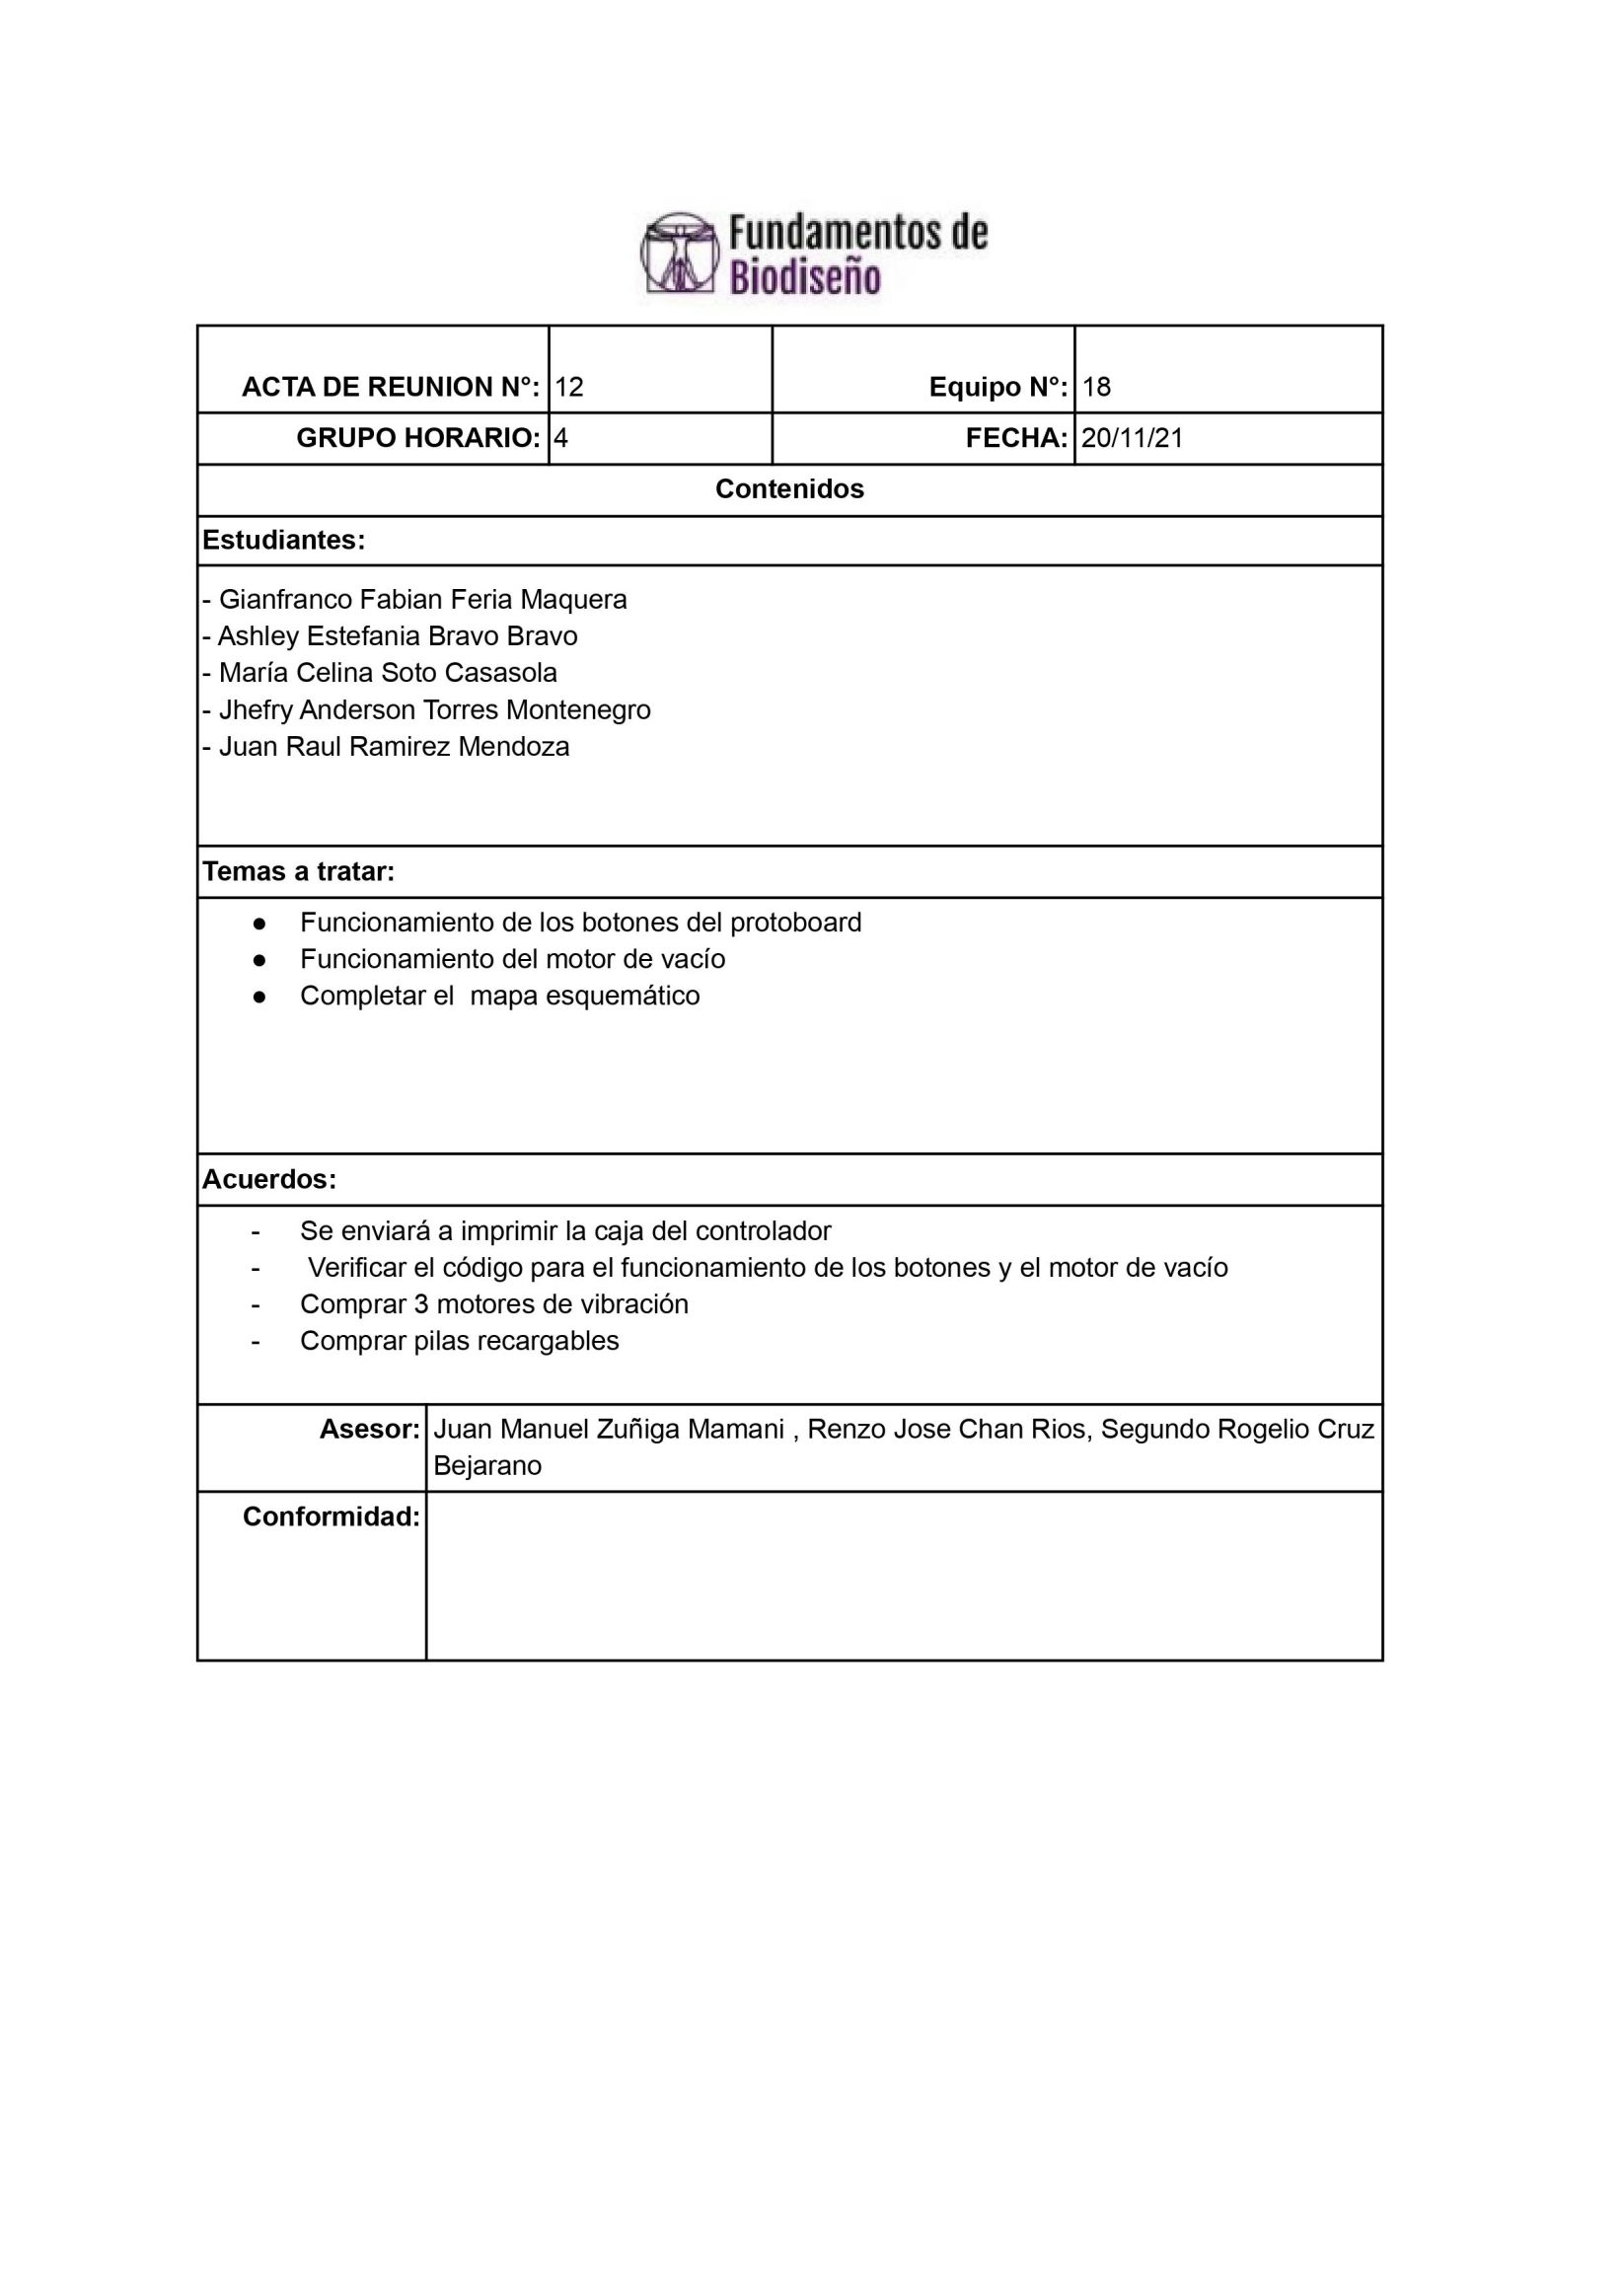 Fundamentos de
Biodiseño
ACTA DE REUNION N°: 12 Equipo N°: 18
GRUPO HORARIO: 4 FECHA: 20/11/21
Contenidos
Estudiantes:
- Gianfranco Fabian Feria Maquera
- Ashley Estefania Bravo Bravo
- María Celina Soto Casasola
- Jhefry Anderson Torres Montenegro
- Juan Raul Ramirez Mendoza
Temas a tratar:
● Funcionamiento de los botones del protoboard
● Funcionamiento del motor de vacío
● Completar el  mapa esquemático
Acuerdos:
- Se enviará a imprimir la caja del controlador
- Verificar el código para el funcionamiento de los botones y el motor de vacío
- Comprar 3 motores de vibración
- Comprar pilas recargables
Asesor: Juan Manuel Zuñiga Mamani , Renzo Jose Chan Rios, Segundo Rogelio Cruz
Bejarano
Conformidad: